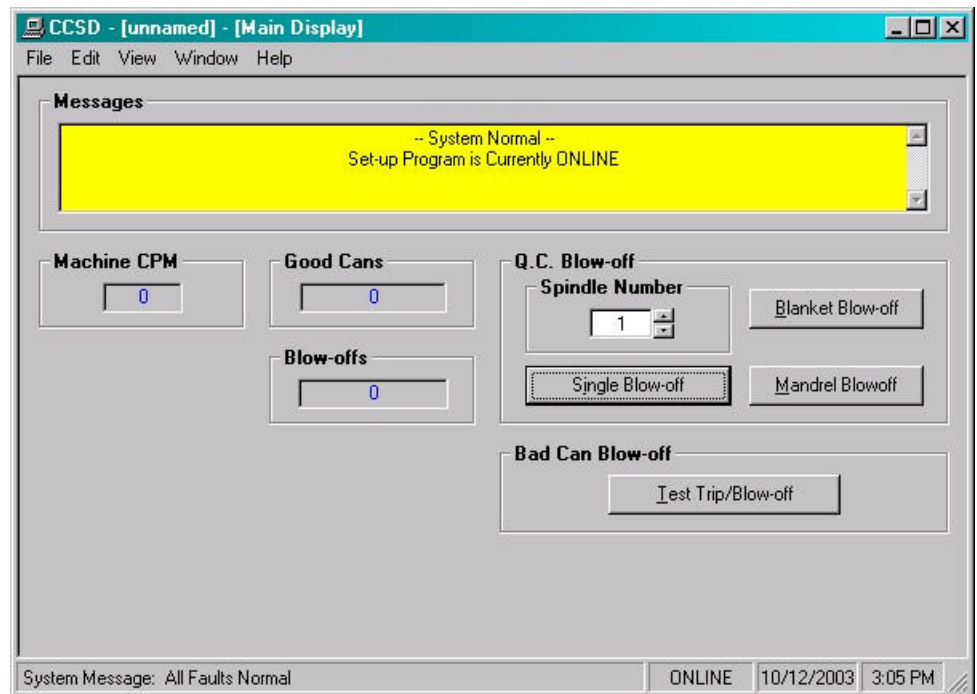 CCSD - [unnamed] - [Main Display]
File Edit View Window Help
Messages
-- System Normal --
Set-up Program is Currently ONLINE
Machine CPM
0
Good Cans
0
Blow-offs
0
Q.C. Blow-off
Spindle Number
1
Blanket Blow-off
Single Blow-off
Mandrel Blowoff
Bad Can Blow-off
Test Trip/Blow-off
System Message: All Faults Normal
ONLINE
10/12/2003
3:05 PM